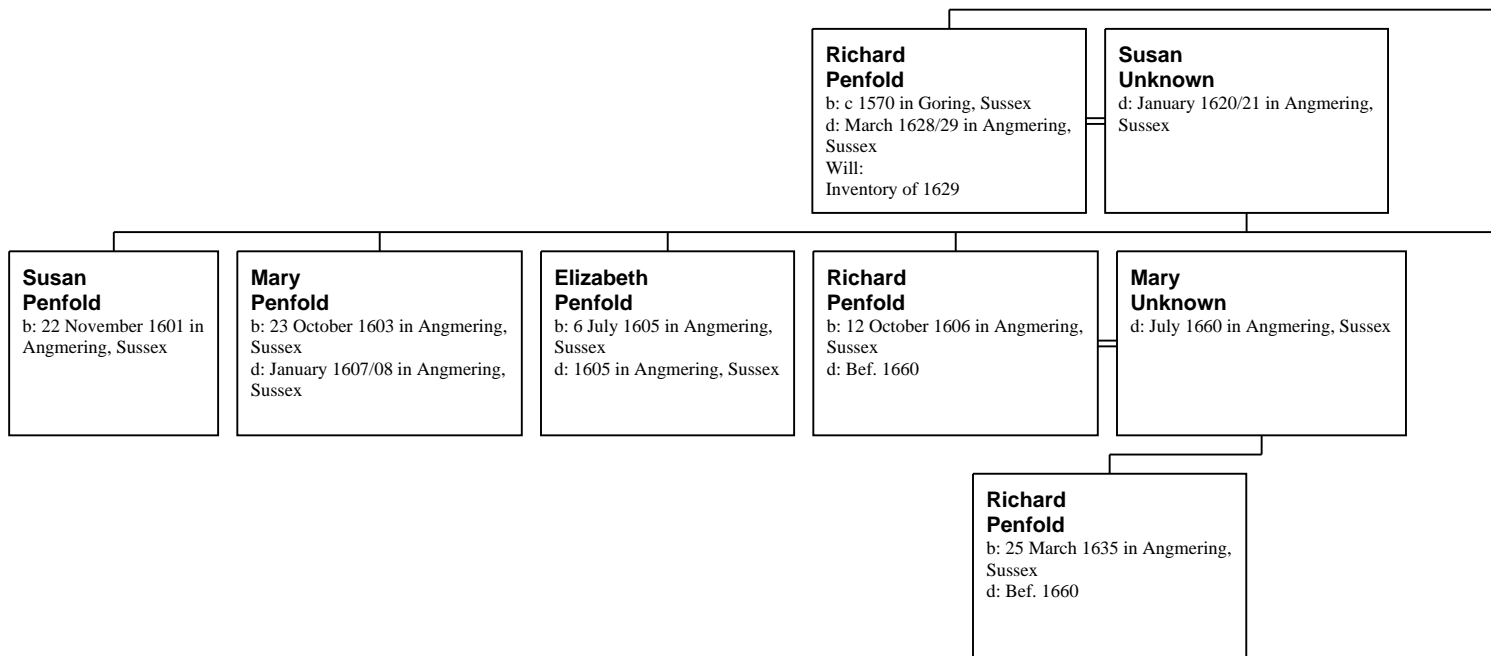 Richard
Penfold
b: c 1570 in Goring, Sussex
d: March 1628/29 in Angmering,
Sussex
Will:
Inventory of 1629
Susan
Unknown
d: January 1620/21 in Angmering,
Sussex
Susan
Penfold
b: 22 November 1601 in
Angmering, Sussex
Mary
Penfold
b: 23 October 1603 in Angmering,
Sussex
d: January 1607/08 in Angmering,
Sussex
Elizabeth
Penfold
b: 6 July 1605 in Angmering,
Sussex
d: 1605 in Angmering, Sussex
Richard
Penfold
b: 12 October 1606 in Angmering,
Sussex
d: Bef. 1660
Mary
Unknown
d: July 1660 in Angmering, Sussex
Richard
Penfold
b: 25 March 1635 in Angmering,
Sussex
d: Bef. 1660